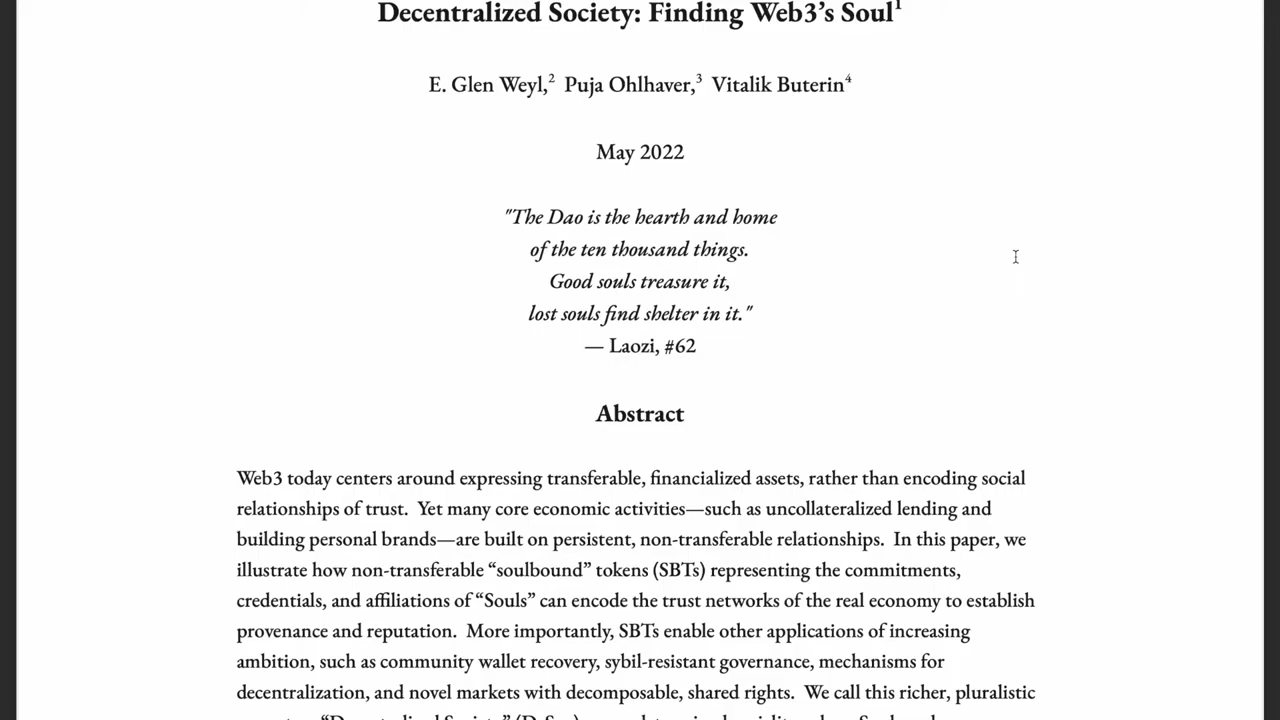 Decentralized Society: Finding Web3’s Soul¹
E. Glen Weyl,² Puja Ohlhaver,³ Vitalik Buterin⁴
May 2022
"The Dao is the hearth and home
of the ten thousand things.
Good souls treasure it,
lost souls find shelter in it."
— Laozi, #62
Abstract
Web3 today centers around expressing transferable, financialized assets, rather than encoding social
relationships of trust. Yet many core economic activities—such as uncollateralized lending and
building personal brands—are built on persistent, non-transferable relationships. In this paper, we
illustrate how non-transferable “soulbound” tokens (SBTs) representing the commitments,
credentials, and affiliations of “Souls” can encode the trust networks of the real economy to establish
provenance and reputation. More importantly, SBTs enable other applications of increasing
ambition, such as community wallet recovery, sybil-resistant governance, mechanisms for
decentralization, and novel markets with decomposable, shared rights. We call this richer, pluralistic